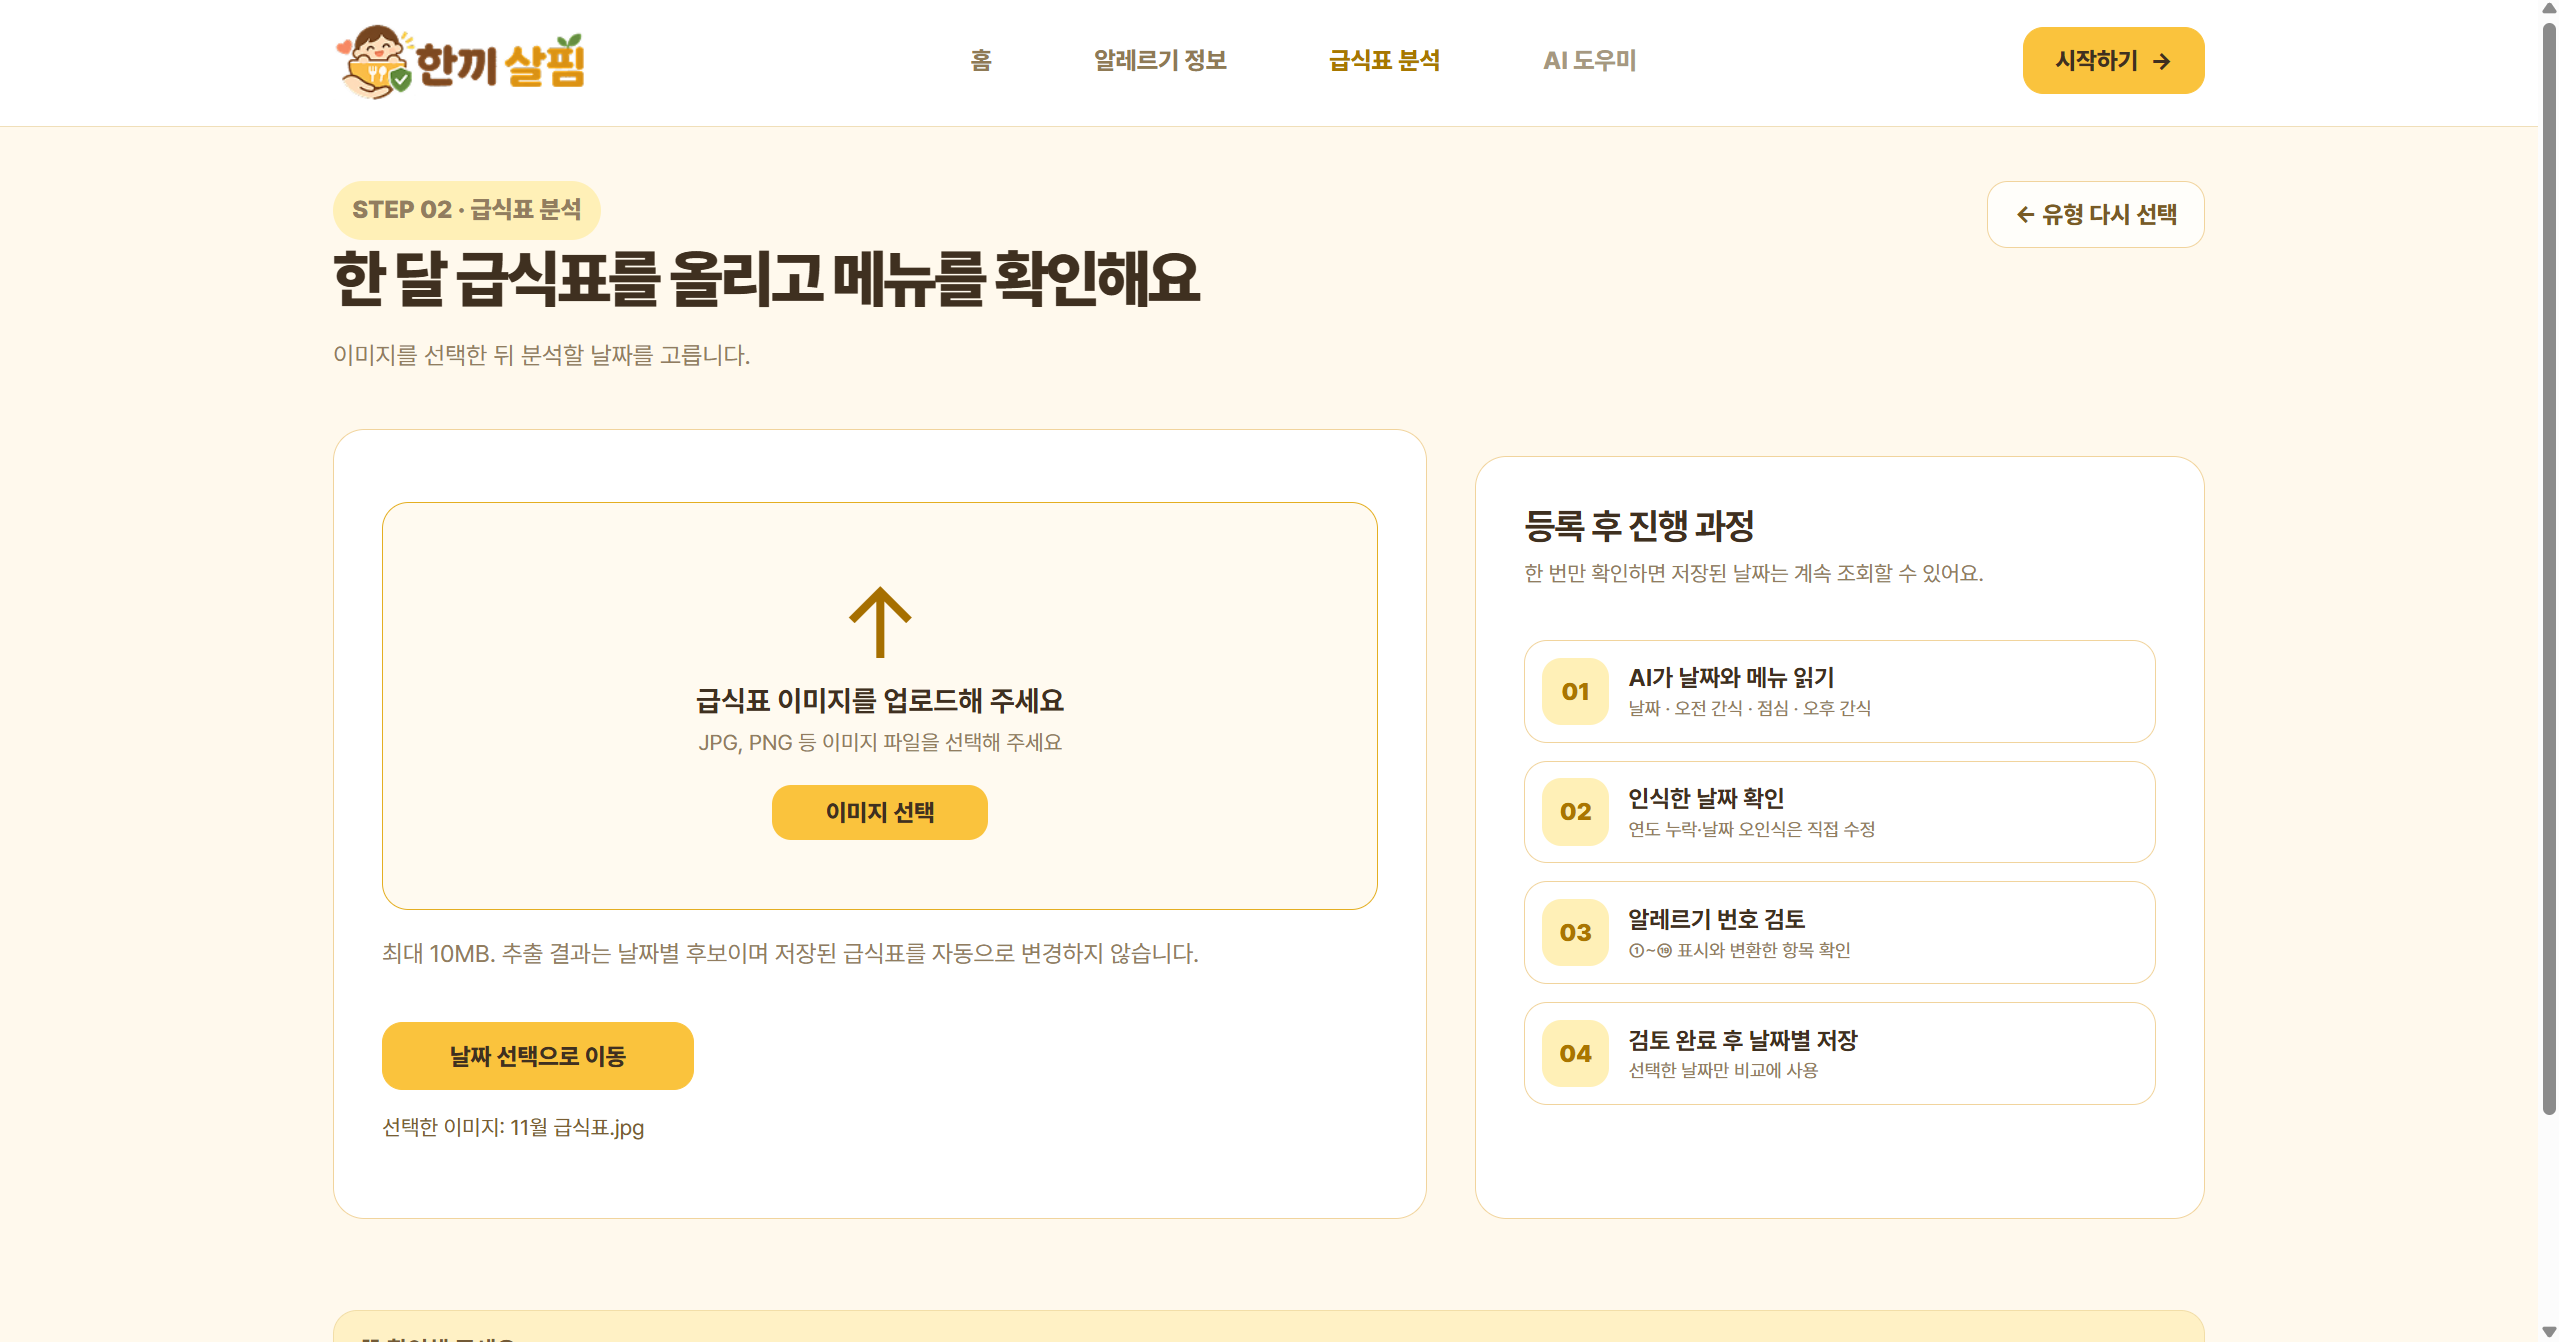 한끼 살핌
홈
알레르기 정보
급식표 분석
AI 도우미
시작하기 →
STEP 02 · 급식표 분석
← 유형 다시 선택
한 달 급식표를 올리고 메뉴를 확인해요
이미지를 선택한 뒤 분석할 날짜를 고릅니다.
급식표 이미지를 업로드해 주세요
JPG, PNG 등 이미지 파일을 선택해 주세요
이미지 선택
최대 10MB. 추출 결과는 날짜별 후보이며 저장된 급식표를 자동으로 변경하지 않습니다.
날짜 선택으로 이동
선택한 이미지: 11월 급식표.jpg
등록 후 진행 과정
한 번만 확인하면 저장된 날짜는 계속 조회할 수 있어요.
01
AI가 날짜와 메뉴 읽기
날짜 · 오전 간식 · 점심 · 오후 간식
02
인식한 날짜 확인
연도 누락·날짜 오인식은 직접 수정
03
알레르기 번호 검토
①~⑲ 표시와 변환한 항목 확인
04
검토 완료 후 날짜별 저장
선택한 날짜만 비교에 사용